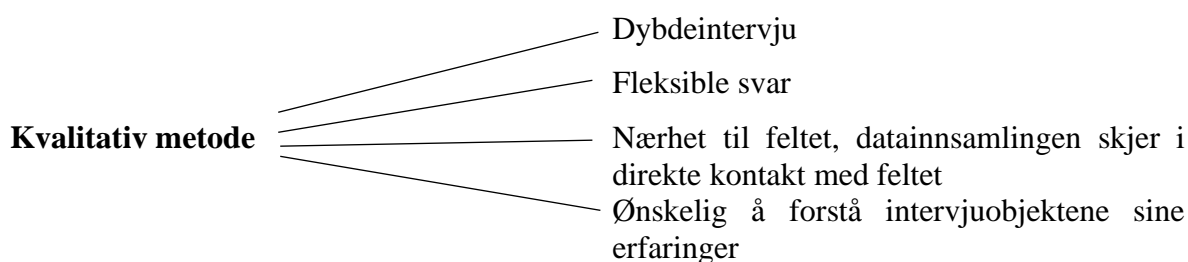 Dybdeintervju
Fleksible svar
Kvalitativ metode
Nærhet til feltet, datainnsamlingen skjer i
direkte kontakt med feltet
Ønskelig å forstå intervjuobjektene sine
erfaringer